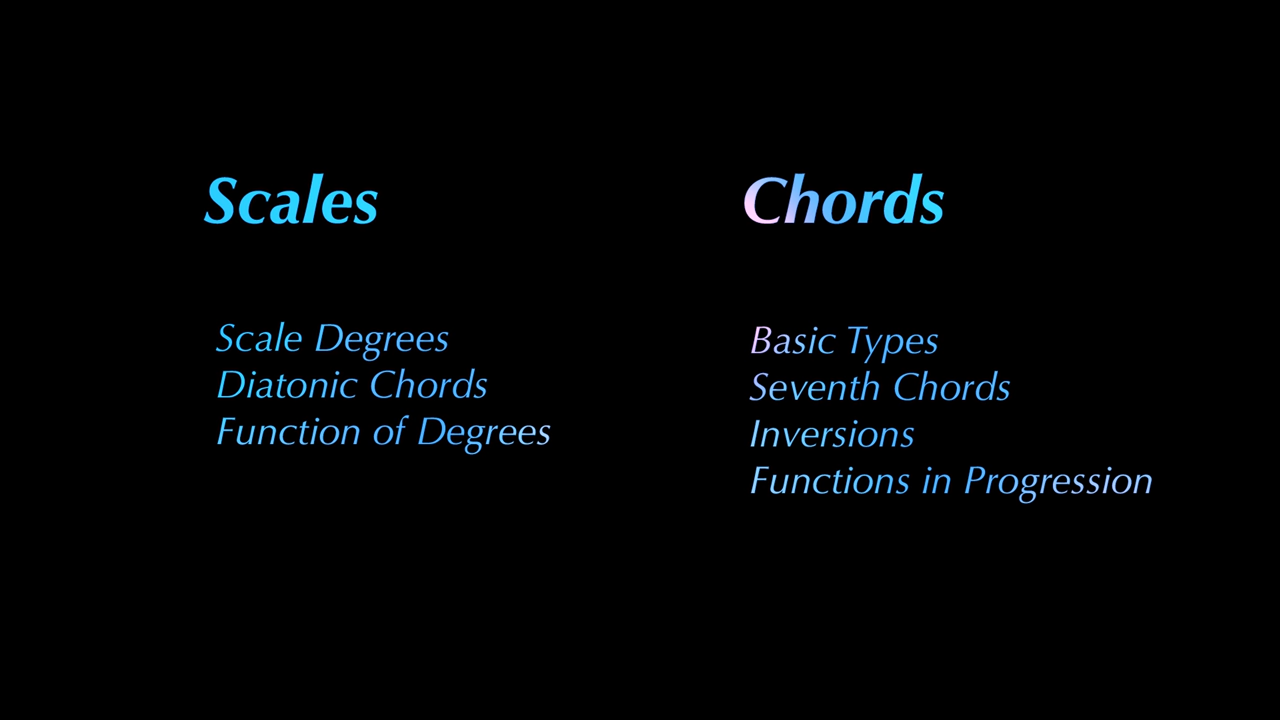 Scales
Scale Degrees
Diatonic Chords
Function of Degrees
Chords
Basic Types
Seventh Chords
Inversions
Functions in Progression